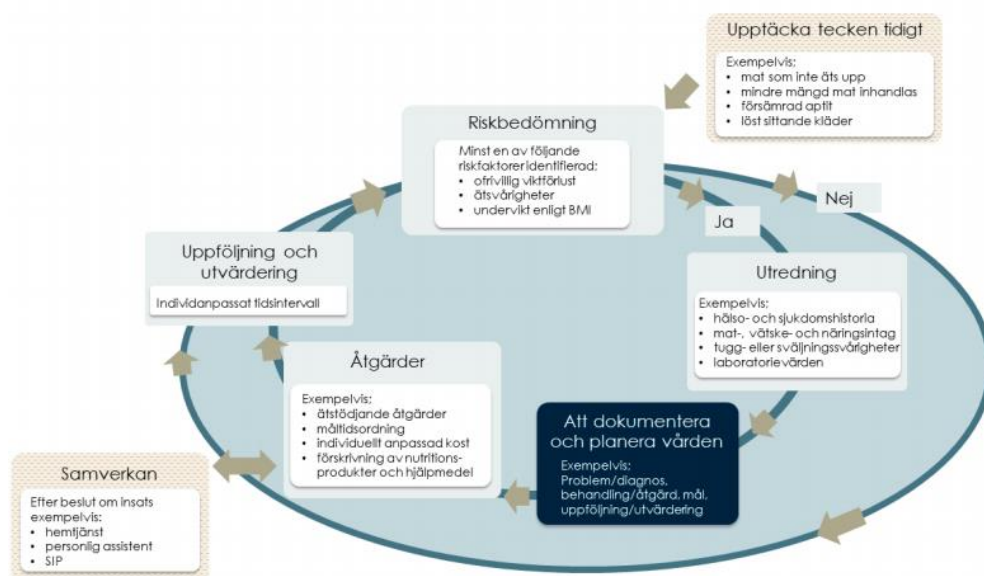 Upptäcka tecken tidigt
Exempelvis:
• mat som inte äts upp
• mindre mängd mat inhandlas
• försämrad aptit
• löst sittande kläder
Riskbedömning
Minst en av följande
riskfaktorer identifierad:
• ofrivillig viktförlust
• ätsvårigheter
• undervikt enligt BMI
Nej
Ja
Utredning
Exempelvis:
• hälso- och sjukdomshistoria
• mat-, vätske- och näringsintag
• tugg- eller sväljningssvårigheter
• laboratorievärden
Att dokumentera
och planera vården
Exempelvis:
Problem/diagnos,
behandling/åtgärd, mål,
uppföljning/utvärdering
Åtgärder
Exempelvis:
• ätstödjande åtgärder
• måltidsordning
• individuellt anpassad kost
• förskrivning av nutritions-
produkter och hjälpmedel
Uppföljning och
utvärdering
Individanpassat tidsintervall
Samverkan
Efter beslut om insats
exempelvis:
• hemtjänst
• personlig assistent
• SIP